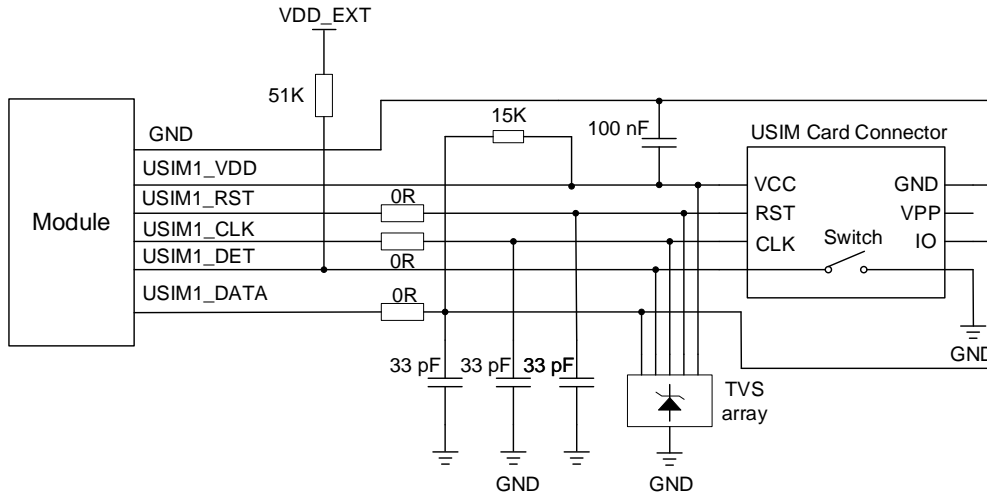 VDD_EXT
51K
15K
100 nF
USIM Card Connector
GND
USIM1_VDD
VCC
GND
USIM1_RST
0R
RST
VPP
Module
USIM1_CLK
CLK
Switch
IO
USIM1_DET
0R
USIM1_DATA
0R
GND
33 pF
33 pF
33 pF
TVS
array
GND
GND